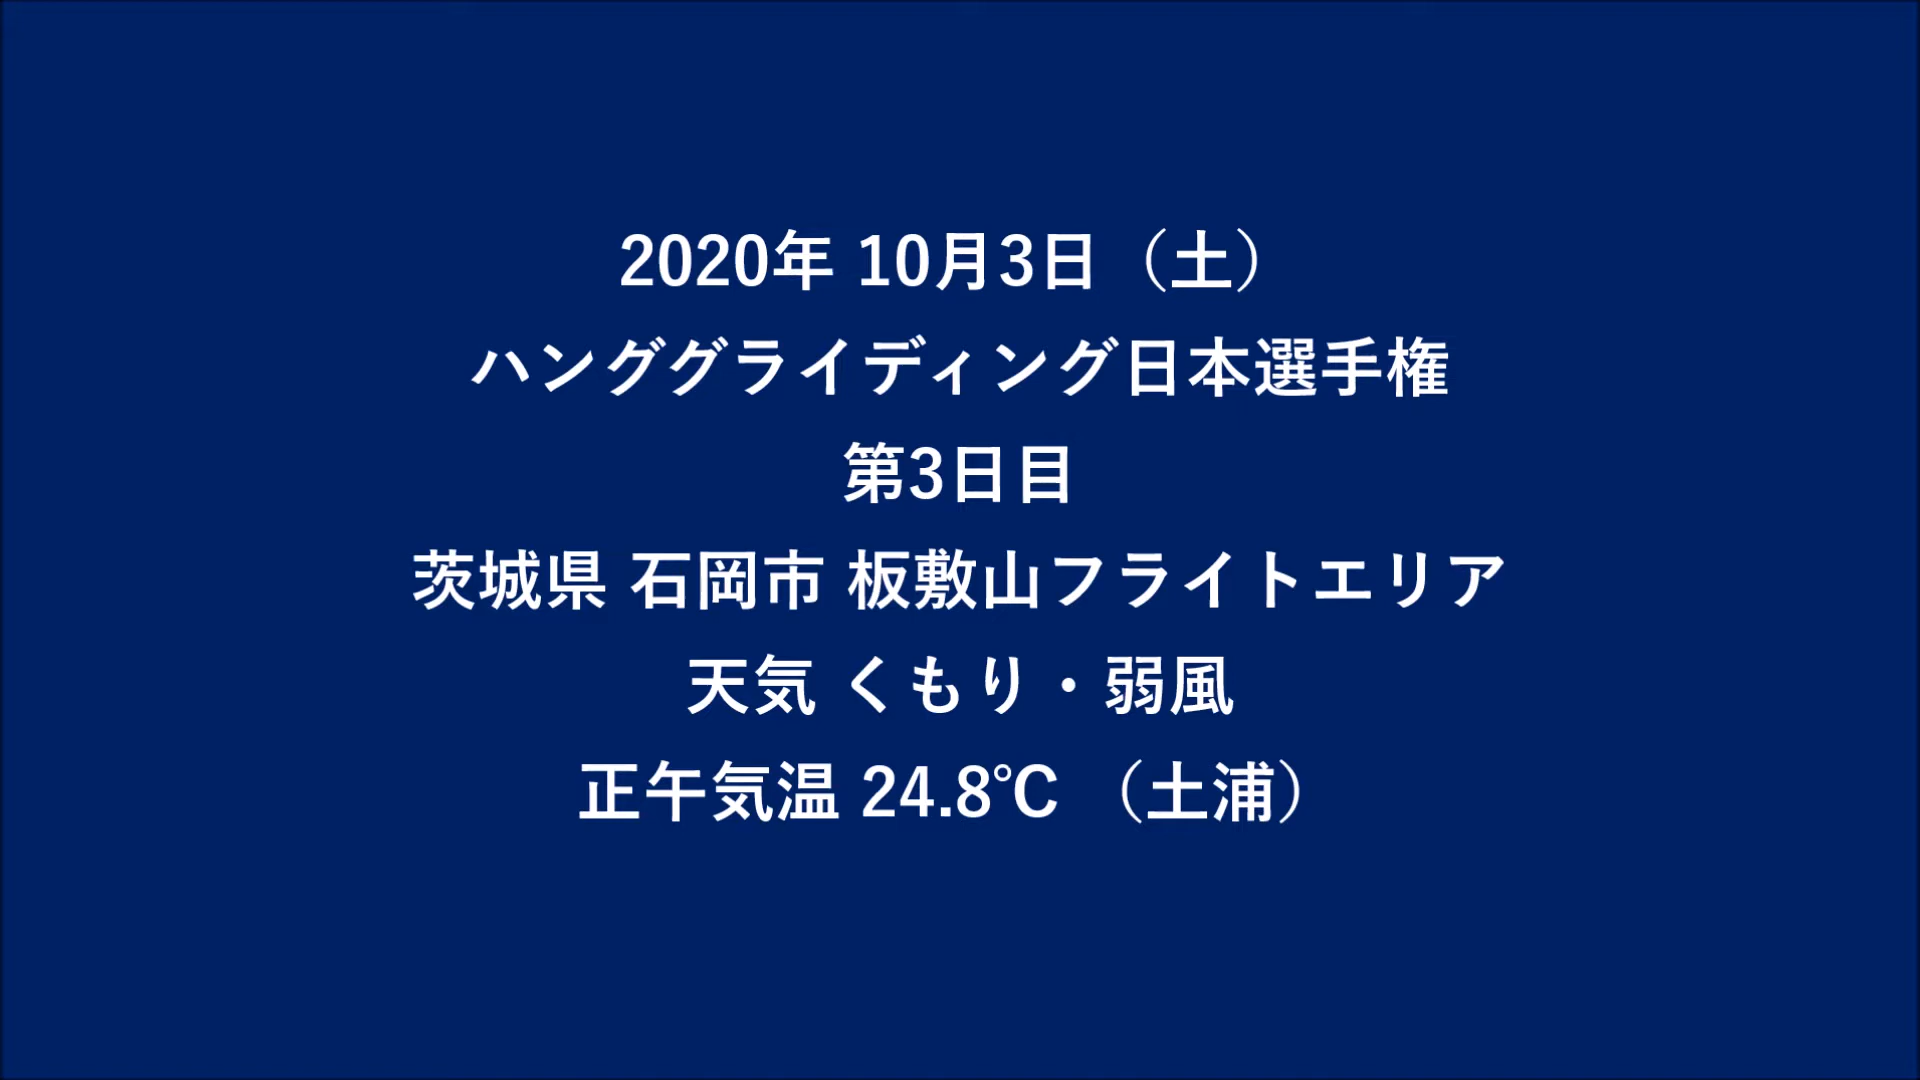 2020年 10月3日（土）
ハンググライディング日本選手権
第3日目
茨城県 石岡市 板敷山フライトエリア
天気 くもり・弱風
正午気温 24.8℃ （土浦）